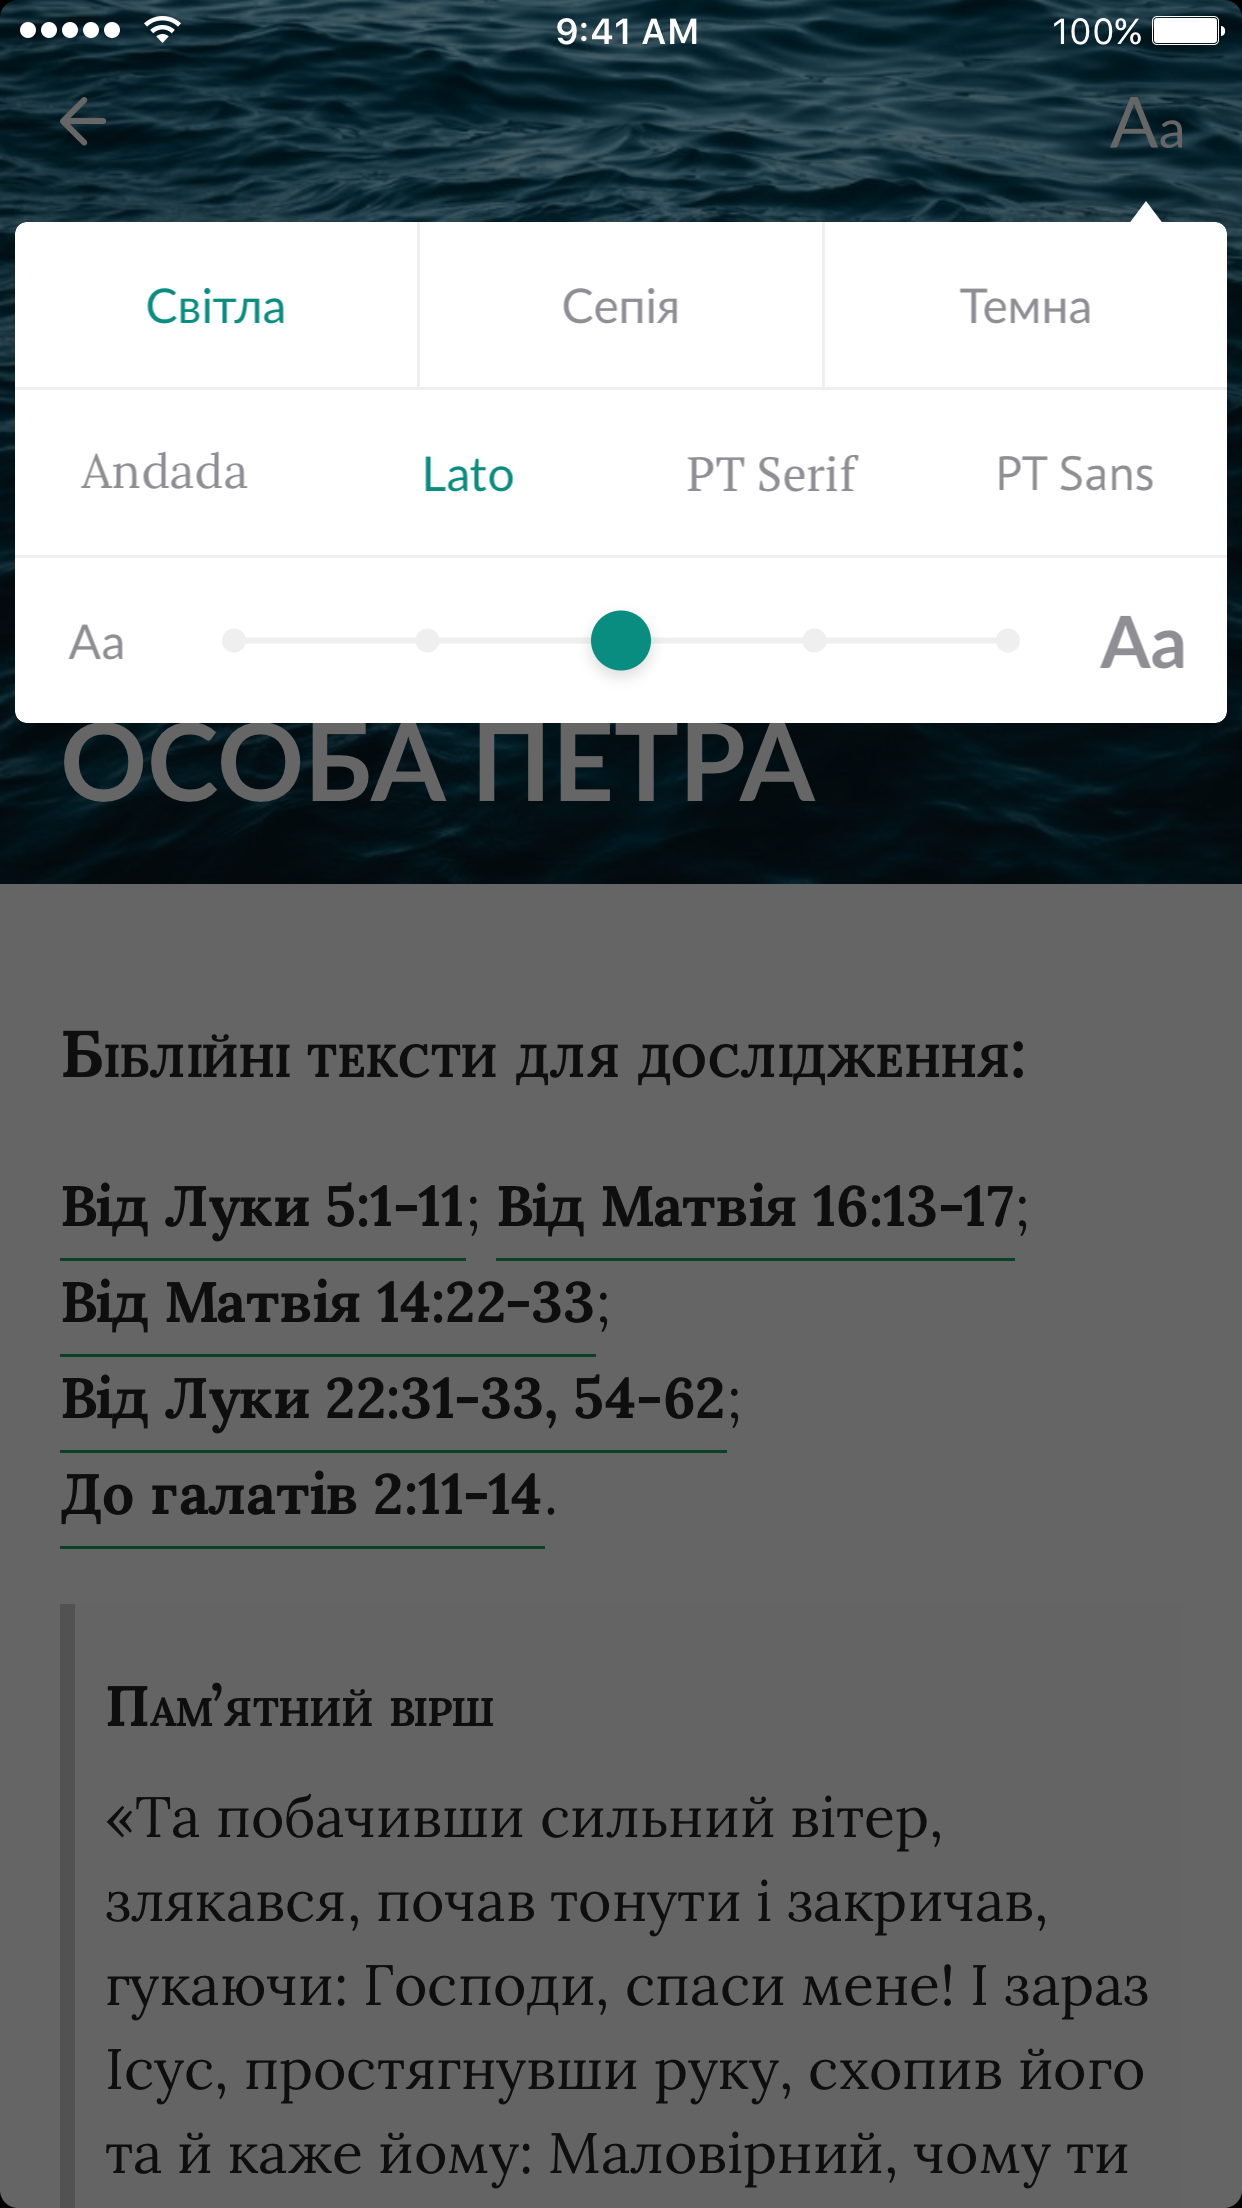 9:41 AM 100%
Aa
Світла Сепія Темна
Andada Lato PT Serif PT Sans
Aa Aa
ОСОБА ПЕТРА
Біблійні тексти для дослідження:
Від Луки 5:1-11; Від Матвія 16:13-17;
Від Матвія 14:22-33;
Від Луки 22:31-33, 54-62;
До галатів 2:11-14.
Пам’ятний вірш
«Та побачивши сильний вітер,
злякався, почав тонути і закричав,
гукаючи: Господи, спаси мене! І зараз
Ісус, простягнувши руку, схопив його
та й каже йому: Маловірний, чому ти